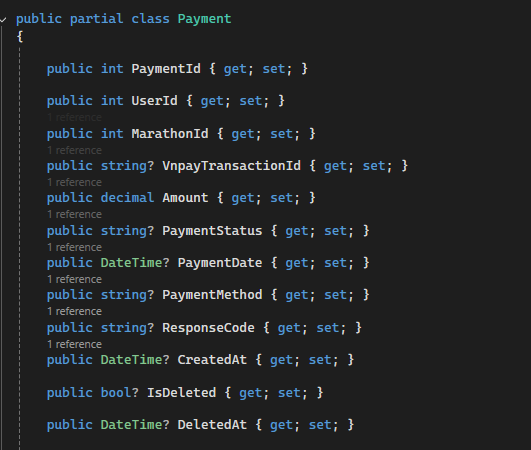 public partial class Payment
{
public int PaymentId { get; set; }
public int UserId { get; set; }
1 reference
public int MarathonId { get; set; }
1 reference
public string? VnpayTransactionId { get; set; }
1 reference
public decimal Amount { get; set; }
1 reference
public string? PaymentStatus { get; set; }
1 reference
public DateTime? PaymentDate { get; set; }
1 reference
public string? PaymentMethod { get; set; }
1 reference
public string? ResponseCode { get; set; }
1 reference
public DateTime? CreatedAt { get; set; }
public bool? IsDeleted { get; set; }
public DateTime? DeletedAt { get; set; }